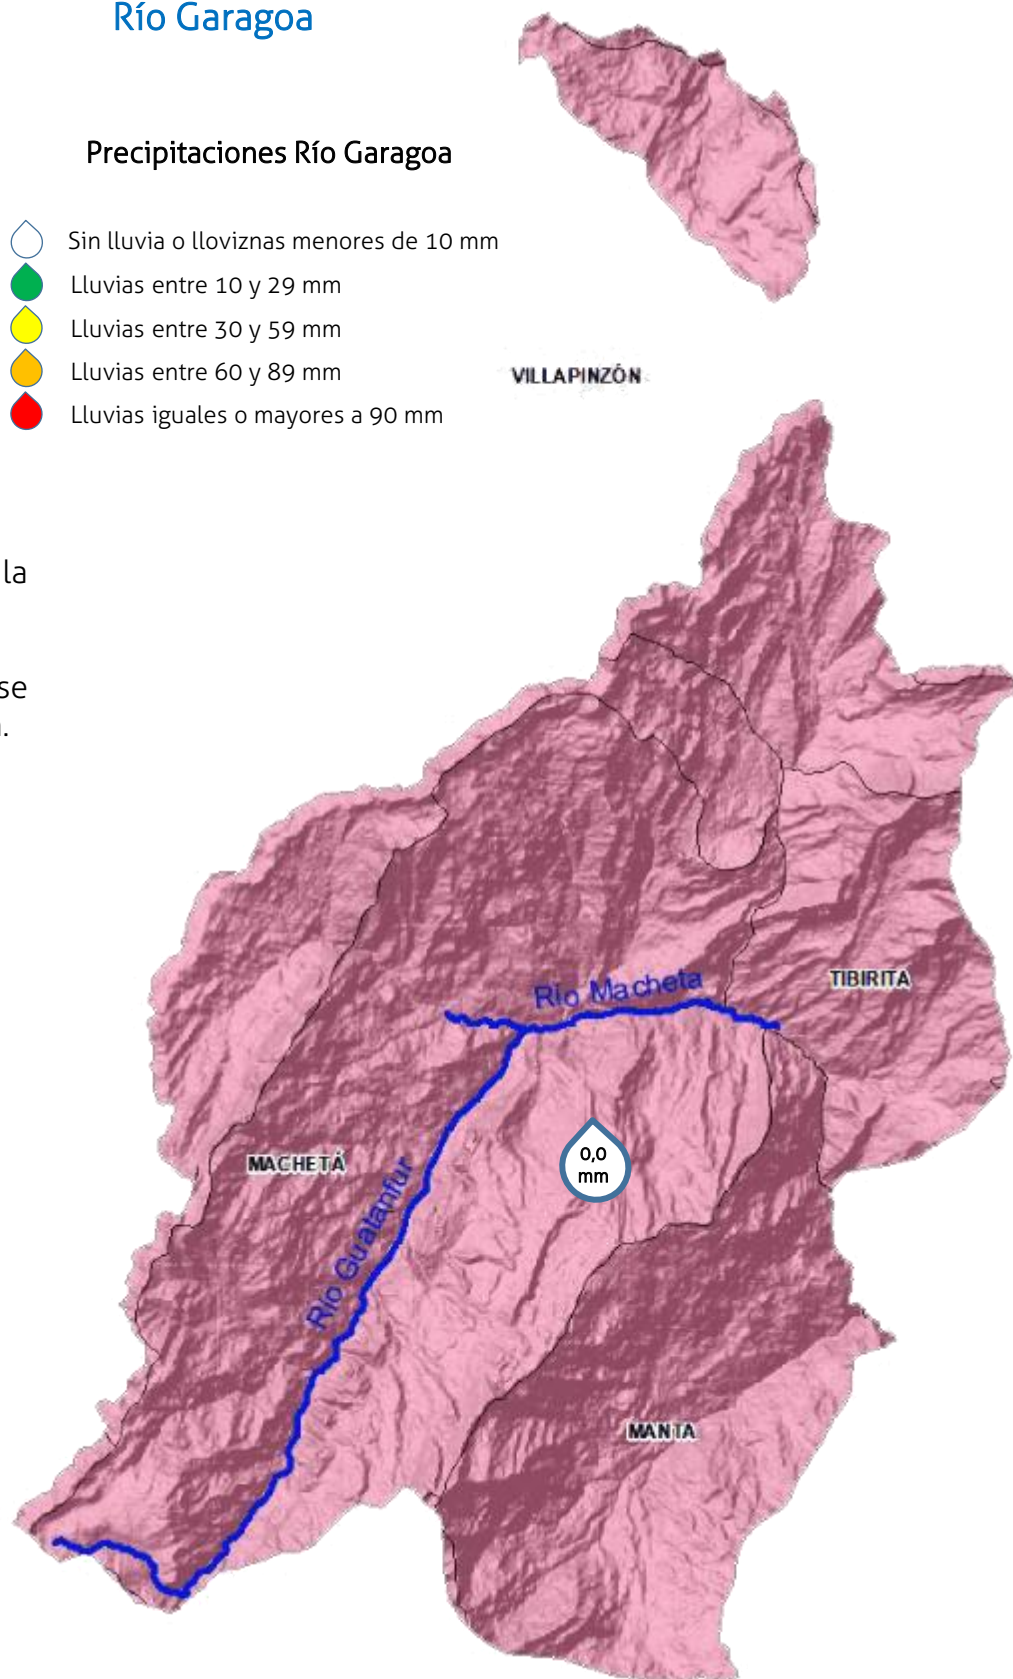 Río Garagoa
Precipitaciones Río Garagoa
Sin lluvia o lloviznas menores de 10 mm
Lluvias entre 10 y 29 mm
Lluvias entre 30 y 59 mm
Lluvias entre 60 y 89 mm
Lluvias iguales o mayores a 90 mm
VILLAPINZÓN
la
se
TIBIRITA
Río Macheta
MACHETÁ
0,0
mm
Río Guatanfur
MANTA